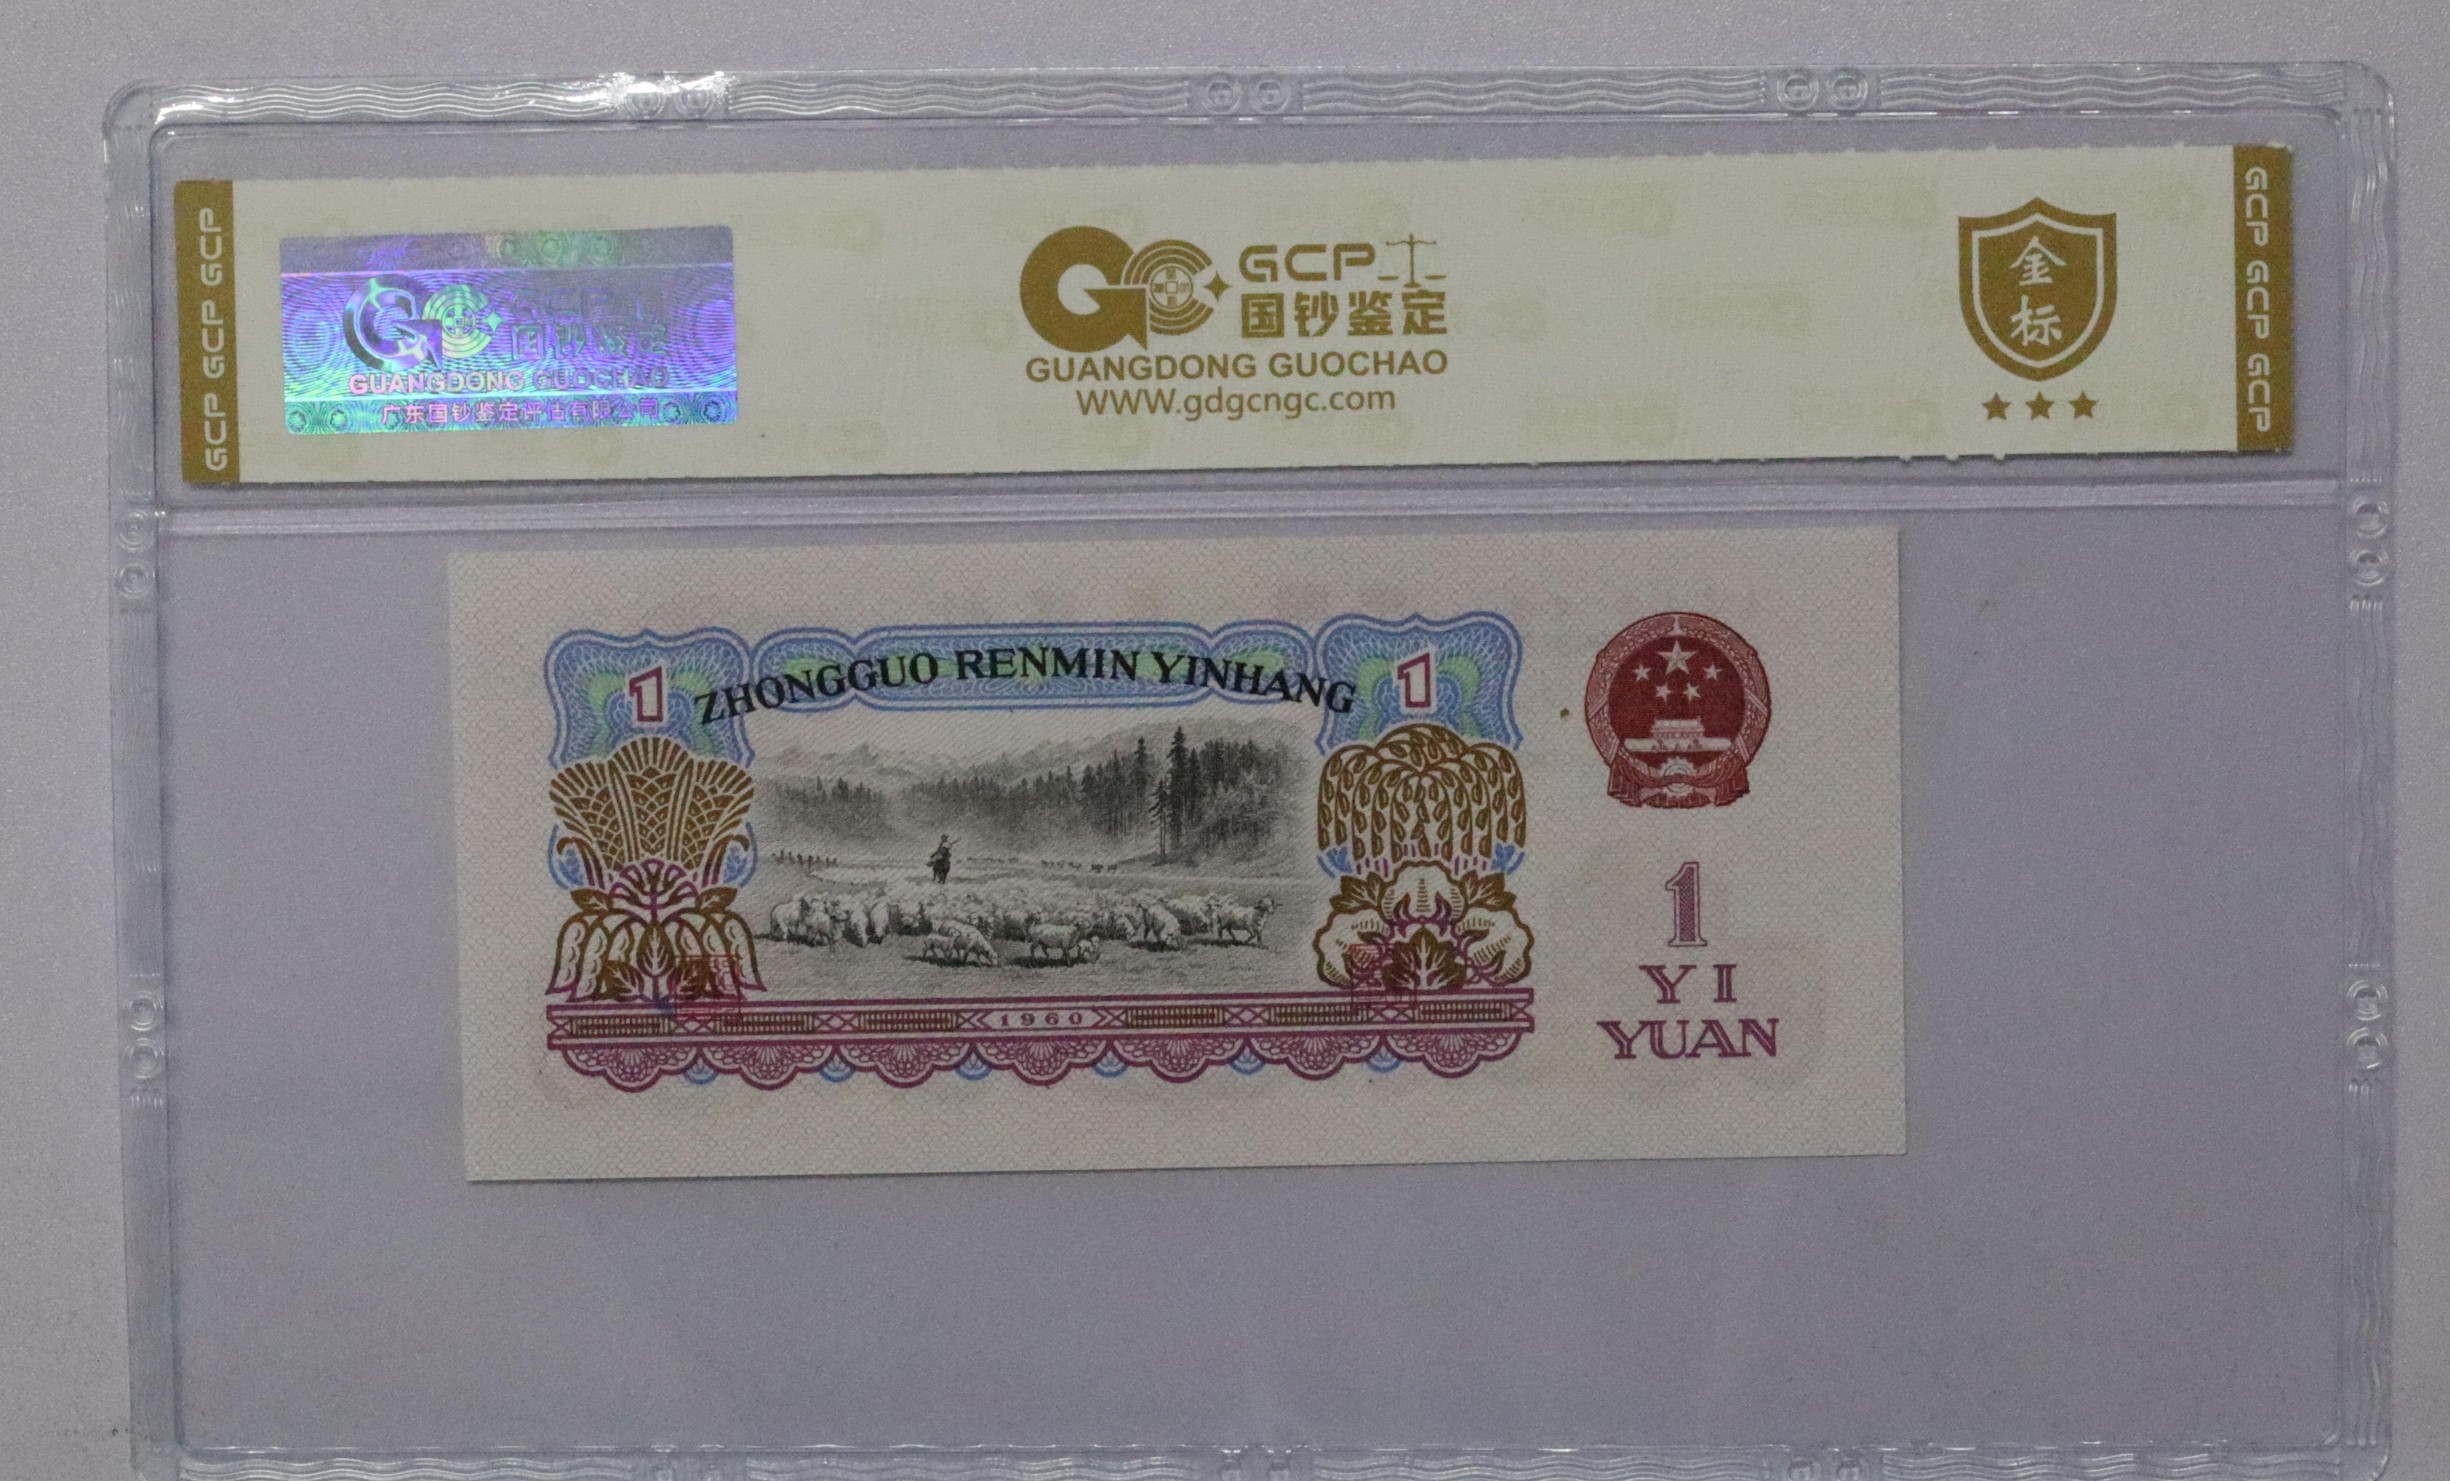 GCP GCP GCP
GCP
国钞鉴定
GUANGDONG GUOCHAO
广东国钞鉴定评估有限公司
GCP
国钞鉴定
GUANGDONG GUOCHAO
www.gdgcngc.com
金
标
GCP GCP GCP
1
ZHONGGUO RENMIN YINHANG
1
1
YI
YUAN
1960